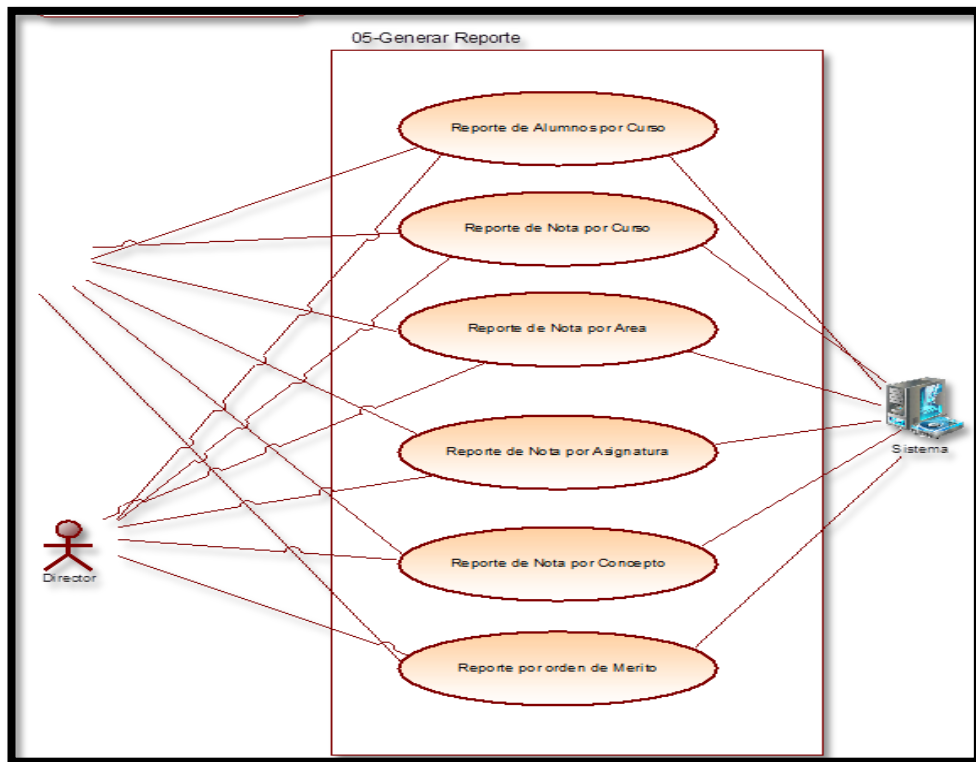 05-Generar Reporte
Reporte de Alumnos por Curso
Reporte de Nota por Curso
Reporte de Nota por Area
Reporte de Nota por Asignatura
Sistema
Reporte de Nota por Concepto
Director
Reporte por orden de Merito